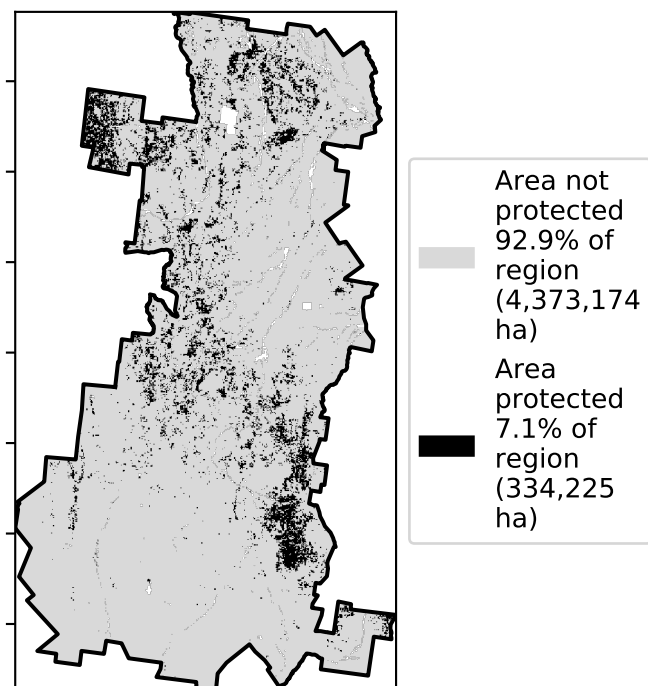 Area not
protected
92.9% of
region
(4,373,174
ha)
Area
protected
7.1% of
region
(334,225
ha)